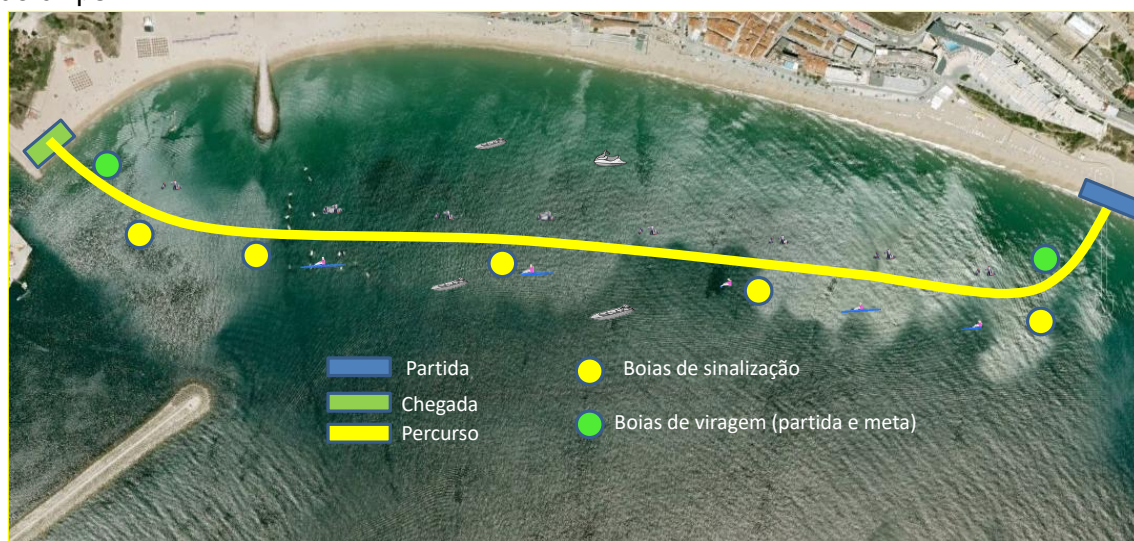 Partida
Chegada
Percurso
Boias de sinalização
Boias de viragem (partida e meta)